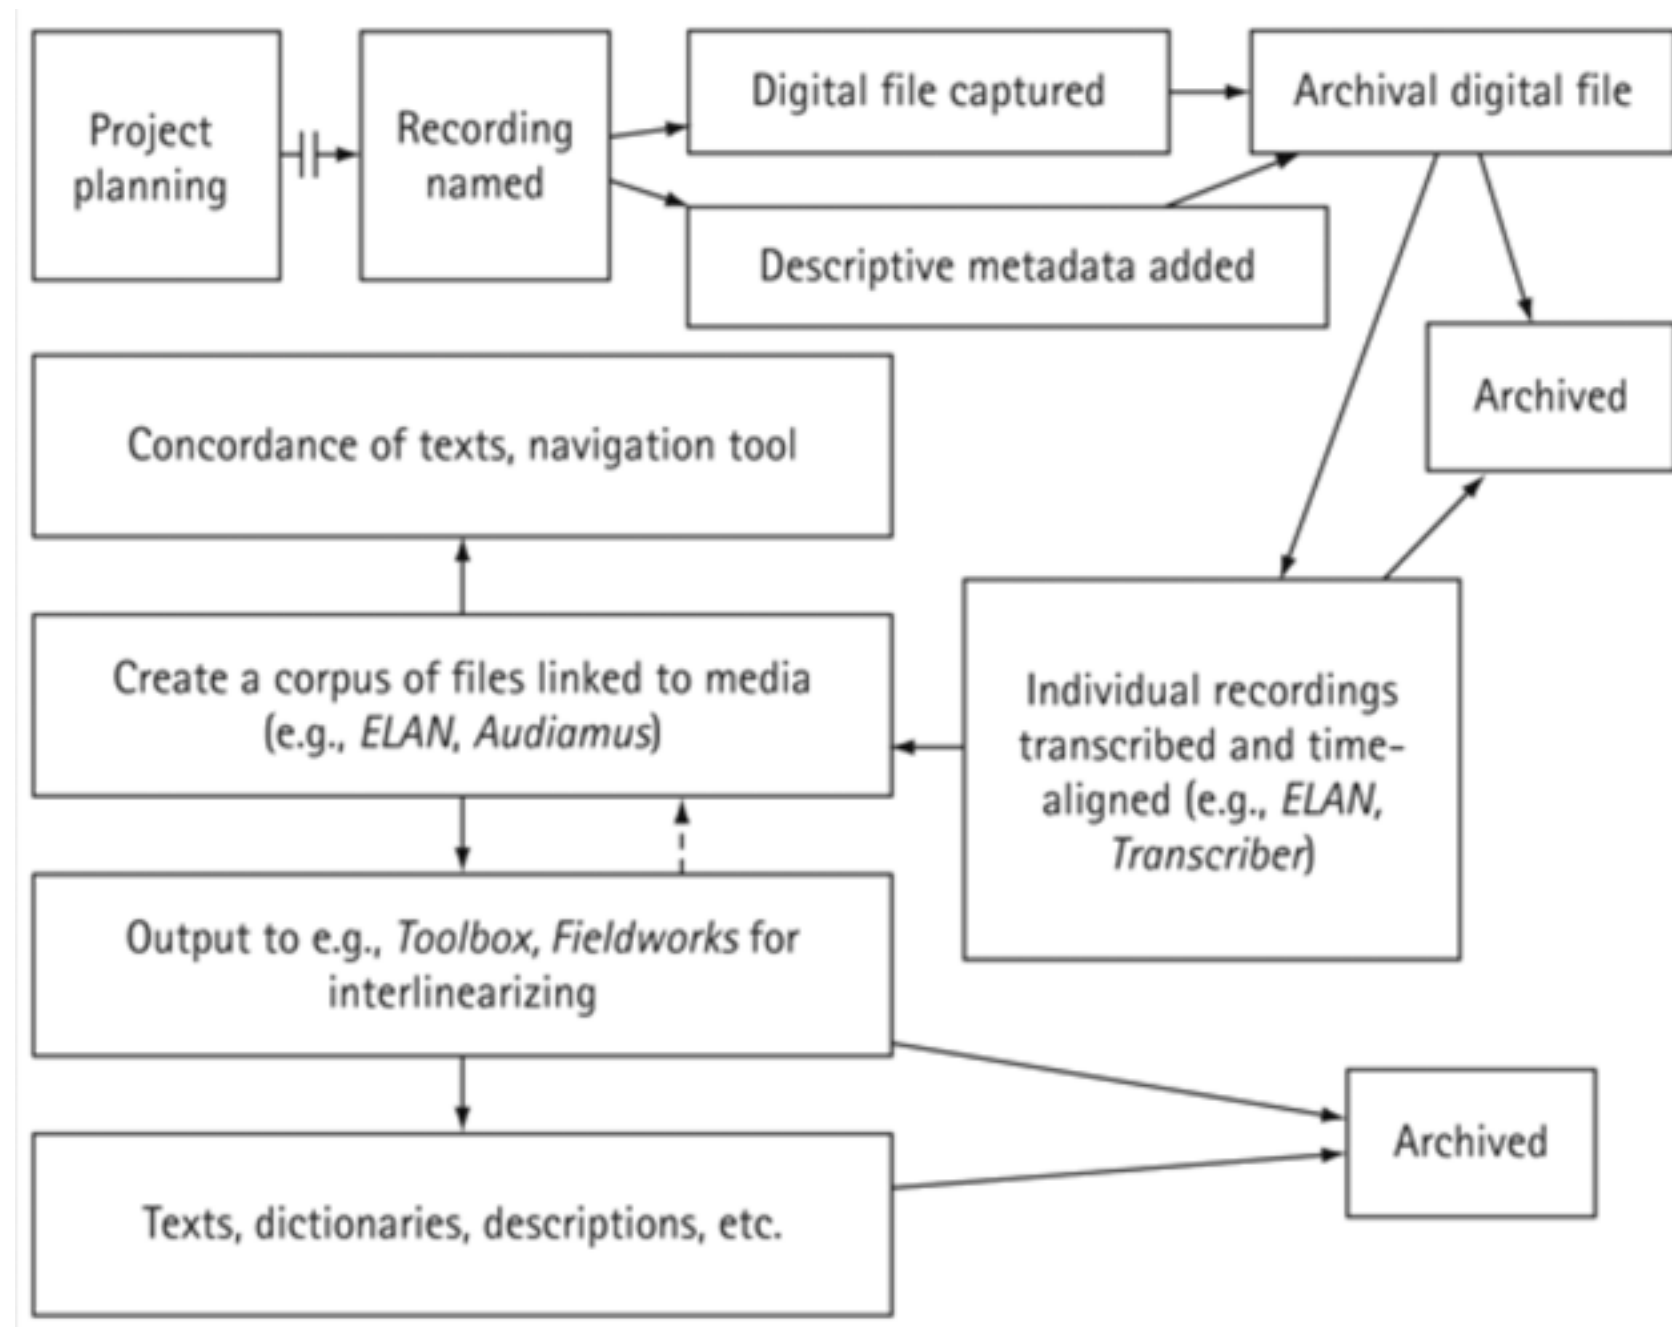 Project
planning
Recording
named
Digital file captured
Archival digital file
Descriptive metadata added
Archived
Concordance of texts, navigation tool
Create a corpus of files linked to media
(e.g., ELAN, Audiamus)
Individual recordings
transcribed and time-
aligned (e.g., ELAN,
Transcriber)
Output to e.g., Toolbox, Fieldworks for
interlinearizing
Archived
Texts, dictionaries, descriptions, etc.